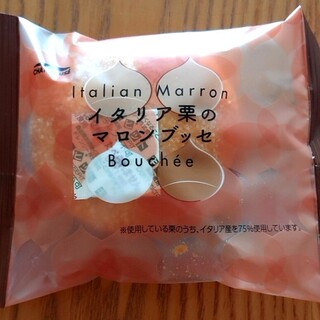 Italian Marron
イタリア栗の
マロンブッセ
Bouchée
※使用している栗のうち、イタリア産を75%使用しています。